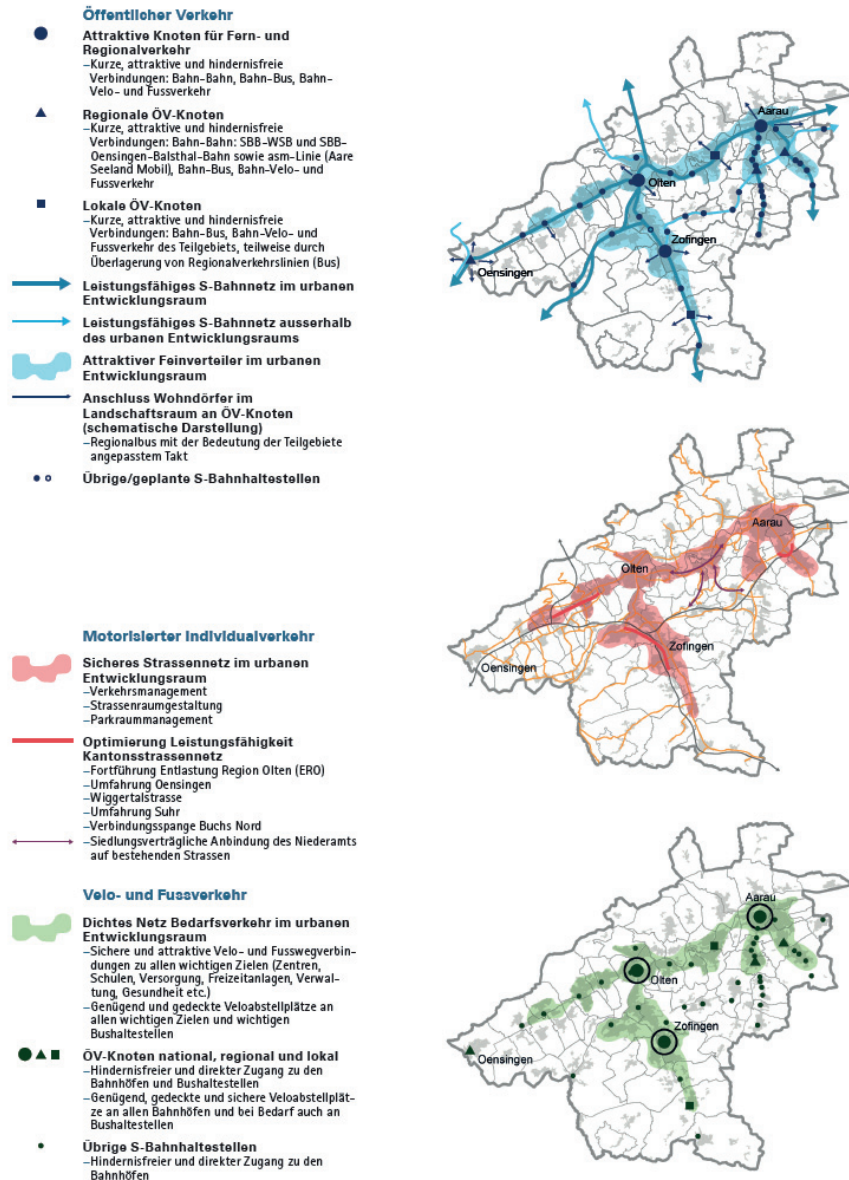 Öffentlicher Verkehr
Attraktive Knoten für Fern- und
Regionalverkehr
–Kurze, attraktive und hindernisfreie
Verbindungen: Bahn-Bahn, Bahn-Bus, Bahn-
Velo- und Fussverkehr
Regionale ÖV-Knoten
–Kurze, attraktive und hindernisfreie
Verbindungen: Bahn-Bahn: SBB-WSB und SBB-
Oensingen-Balsthal-Bahn sowie asm-Linie (Aare
Seeland Mobil), Bahn-Bus, Bahn-Velo- und
Fussverkehr
Lokale ÖV-Knoten
–Kurze, attraktive und hindernisfreie
Verbindungen: Bahn-Bus, Bahn-Velo- und
Fussverkehr des Teilgebiets, teilweise durch
Überlagerung von Regionalverkehrslinien (Bus)
Leistungsfähiges S-Bahnnetz im urbanen
Entwicklungsraum
Leistungsfähiges S-Bahnnetz ausserhalb
des urbanen Entwicklungsraums
Attraktiver Feinverteiler im urbanen
Entwicklungsraum
Anschluss Wohndörfer im
Landschaftsraum an ÖV-Knoten
(schematische Darstellung)
–Regionalbus mit der Bedeutung der Teilgebiete
angepasstem Takt
Übrige/geplante S-Bahnhaltestellen
Aarau
Olten
Zofingen
Oensingen
Motorisierter Individualverkehr
Sicheres Strassennetz im urbanen
Entwicklungsraum
–Verkehrsmanagement
–Strassenraumgestaltung
–Parkraummanagement
Optimierung Leistungsfähigkeit
Kantonsstrassennetz
–Fortführung Entlastung Region Olten (ERO)
–Umfahrung Oensingen
–Wiggertalstrasse
–Umfahrung Suhr
–Verbindungsspange Buchs Nord
–Siedlungsverträgliche Anbindung des Niederamts
auf bestehenden Strassen
Aarau
Olten
Zofingen
Oensingen
Velo- und Fussverkehr
Dichtes Netz Bedarfsverkehr im urbanen
Entwicklungsraum
–Sichere und attraktive Velo- und Fusswegverbin-
dungen zu allen wichtigen Zielen (Zentren,
Schulen, Versorgung, Freizeitanlagen, Verwal-
tung, Gesundheit etc.)
–Genügend und gedeckte Veloabstellplätze an
allen wichtigen Zielen und wichtigen
Bushaltestellen
ÖV-Knoten national, regional und lokal
–Hindernisfreier und direkter Zugang zu den
Bahnhöfen und Bushaltestellen
–Genügend, gedeckte und sichere Veloabstellplät-
ze an allen Bahnhöfen und bei Bedarf auch an
Bushaltestellen
Übrige S-Bahnhaltestellen
–Hindernisfreier und direkter Zugang zu den
Bahnhöfen
Aarau
Olten
Zofingen
Oensingen